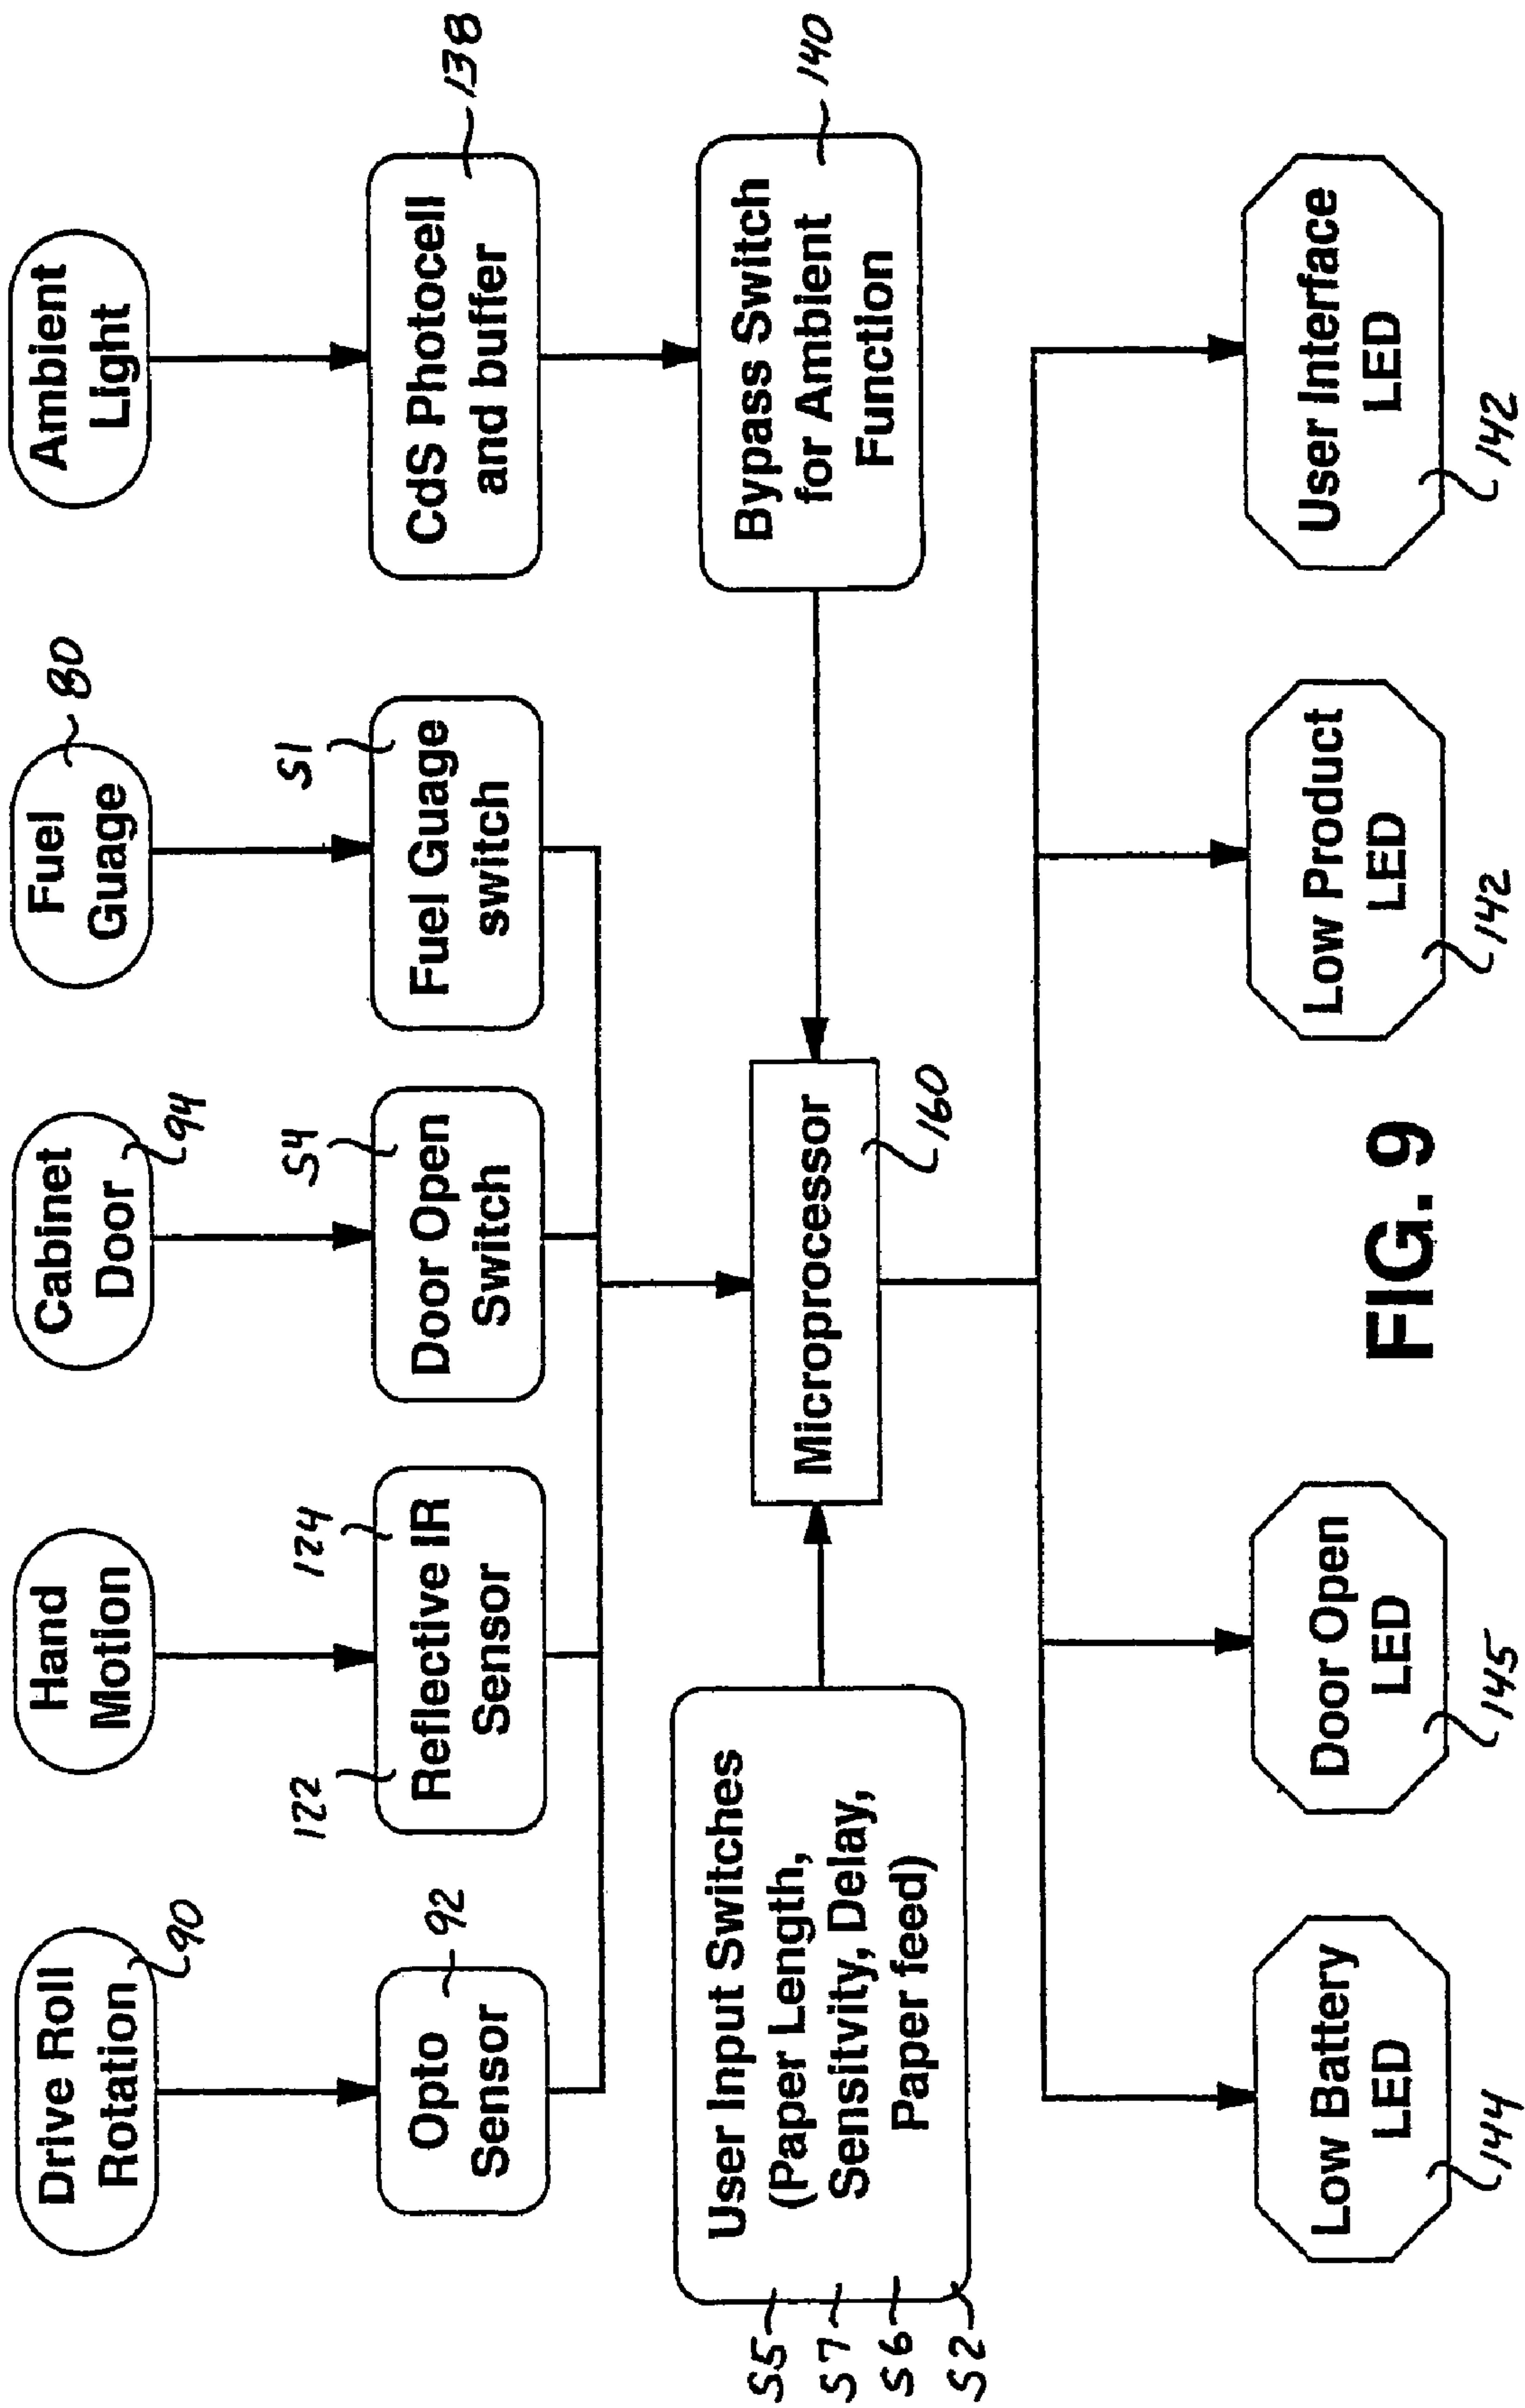 Drive Roll
Rotation
90
Hand
Motion
Cabinet
Door
94
Fuel
Guage
80
Ambient
Light
Opto
Sensor
92
122
Reflective IR
Sensor
124
Door Open
Switch
S4
Fuel Guage
switch
S1
CdS Photocell
and buffer
138
User Input Switches
(Paper Length,
Sensitvity, Delay,
Paper feed)
S5
S7
S6
S2
Microprocessor
160
Bypass Switch
for Ambient
Function
140
Low Battery
LED
144
Door Open
LED
145
Low Product
LED
142
User Interface
LED
142
FIG. 9